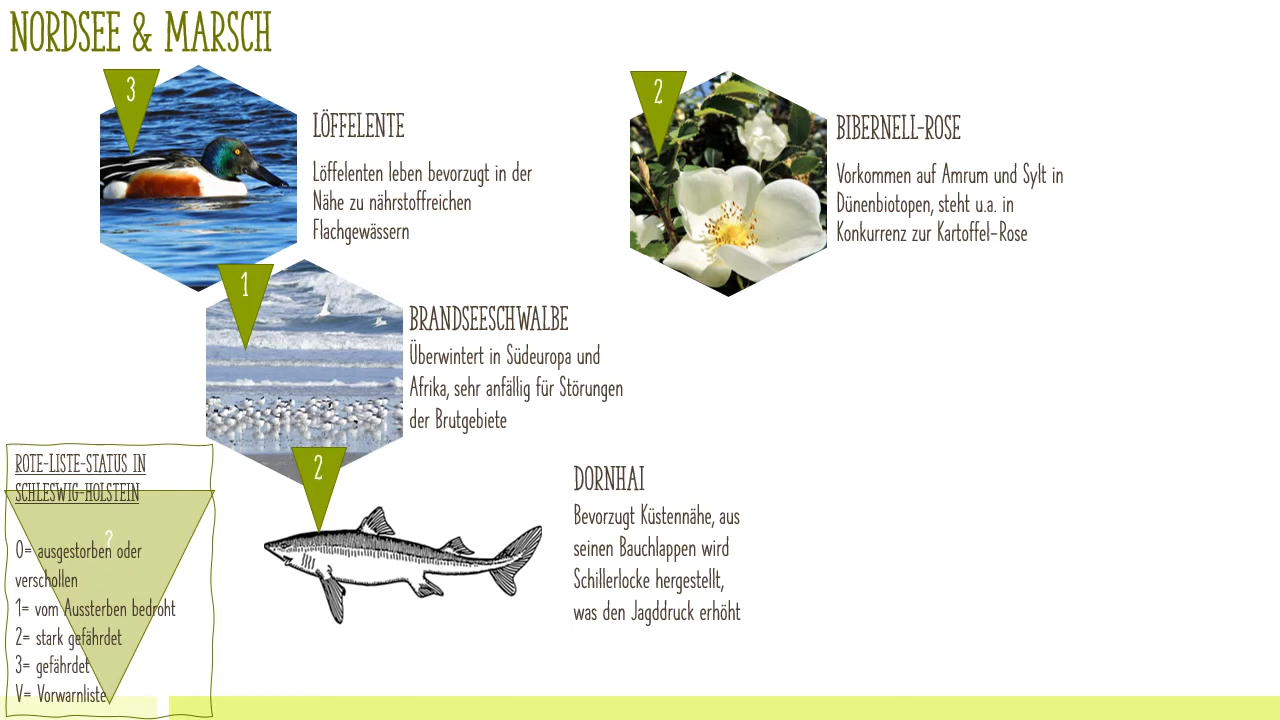 NORDSEE & MARSCH
3
LÖFFELENTE
Löffelenten leben bevorzugt in der
Nähe zu nährstoffreichen
Flachgewässern
2
BIBERNELL-ROSE
Vorkommen auf Amrum und Sylt in
Dünenbiotopen, steht u.a. in
Konkurrenz zur Kartoffel-Rose
1
BRANDSEESCHWALBE
Überwintert in Südeuropa und
Afrika, sehr anfällig für Störungen
der Brutgebiete
2
DORNHAI
Bevorzugt Küstennähe, aus
seinen Bauchlappen wird
Schillerlocke hergestellt,
was den Jagddruck erhöht
ROTE-LISTE-STATUS IN
SCHLESWIG-HOLSTEIN
?
0= ausgestorben oder
verschollen
1= vom Aussterben bedroht
2= stark gefährdet
3= gefährdet
V= Vorwarnliste